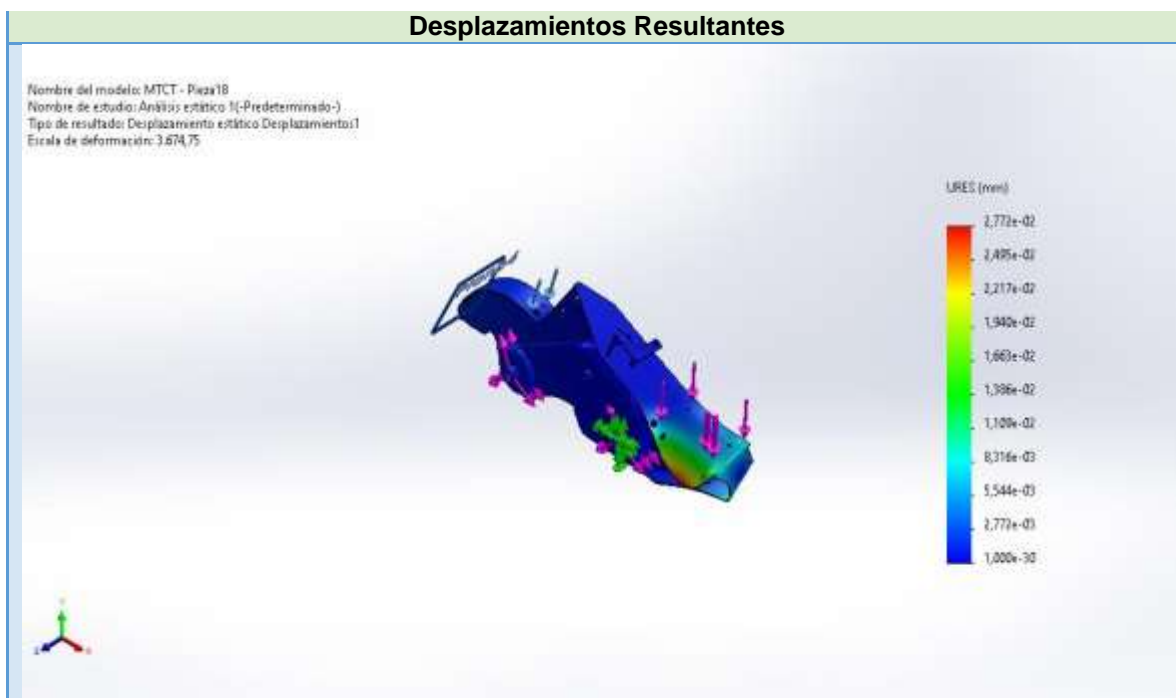 Desplazamientos Resultantes
Nombre del modelo: MTCT - Pieza18
Nombre de estudio: Análisis estático 1(-Predeterminado-)
Tipo de resultado: Desplazamiento estático Desplazamientos1
Escala de deformación: 3.674,75
URES (mm)
2,772e-02
2,495e-02
2,217e-02
1,940e-02
1,663e-02
1,386e-02
1,109e-02
8,316e-03
5,544e-03
2,772e-03
1,000e-30
Y
Z
X